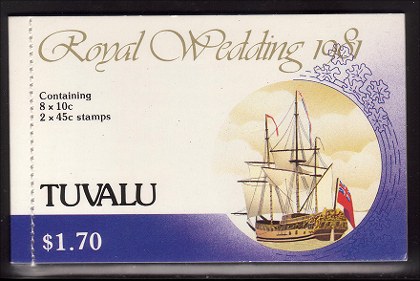 Royal Wedding 1981
Containing
8 x 10c
2 x 45c stamps
TUVALU
$1.70